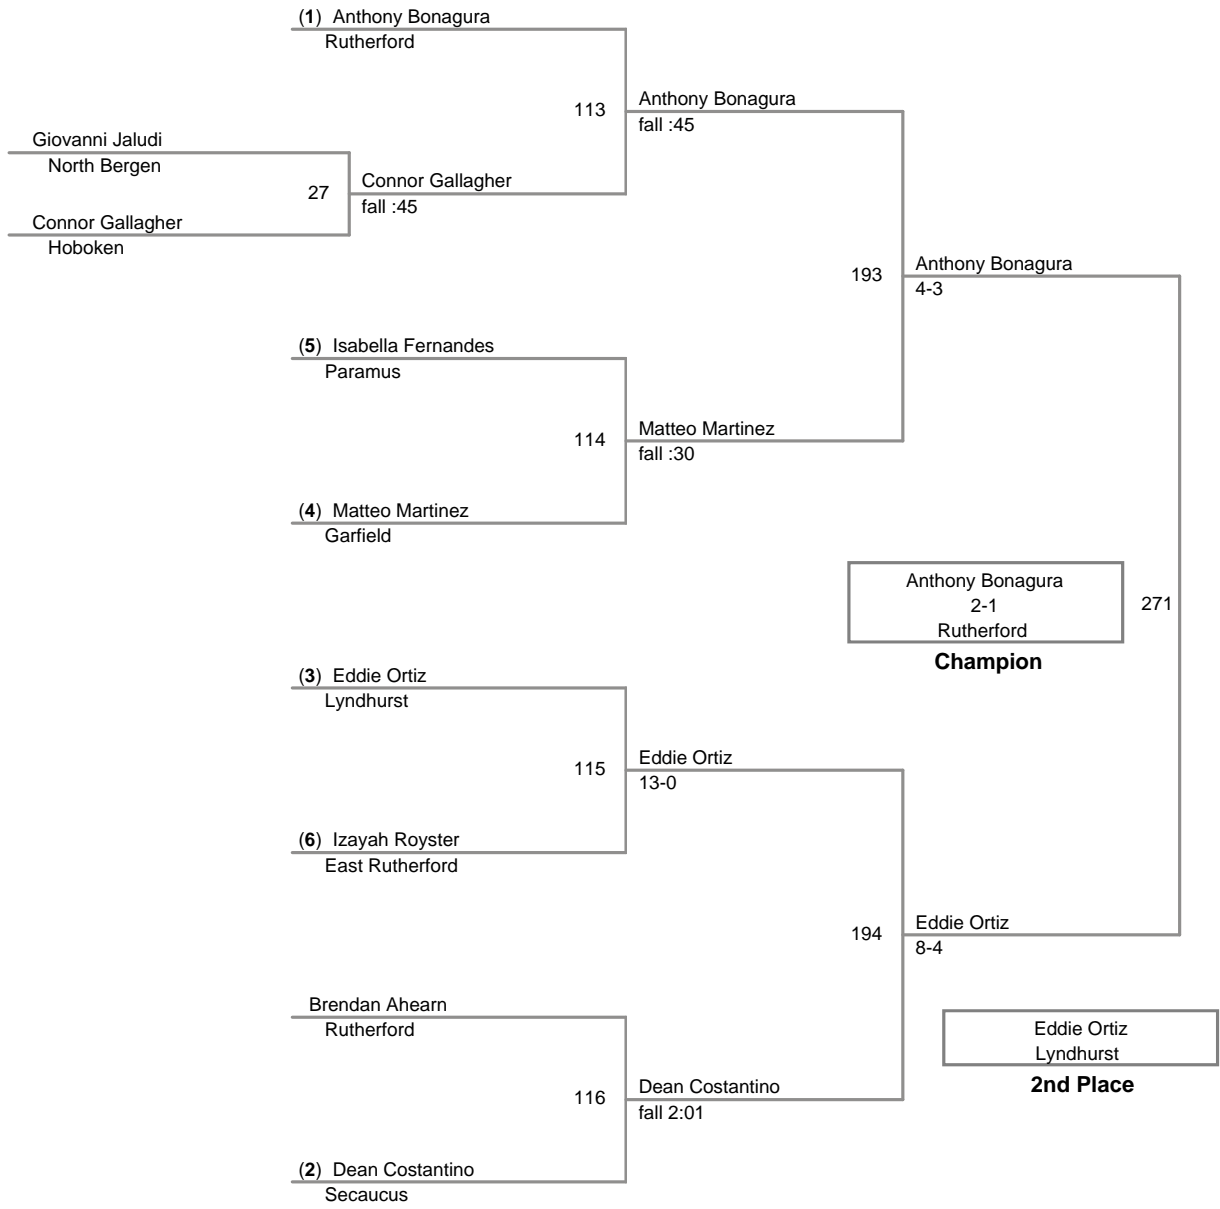 (1) Anthony Bonagura
Rutherford
113
Anthony Bonagura
fall :45
Giovanni Jaludi
North Bergen
27
Connor Gallagher
fall :45
Connor Gallagher
Hoboken
193
Anthony Bonagura
4-3
(5) Isabella Fernandes
Paramus
114
Matteo Martinez
fall :30
(4) Matteo Martinez
Garfield
Anthony Bonagura
2-1
Rutherford
Champion
271
(3) Eddie Ortiz
Lyndhurst
115
Eddie Ortiz
13-0
(6) Izayah Royster
East Rutherford
194
Eddie Ortiz
8-4
Brendan Ahearn
Rutherford
Eddie Ortiz
Lyndhurst
2nd Place
116
Dean Costantino
fall 2:01
(2) Dean Costantino
Secaucus